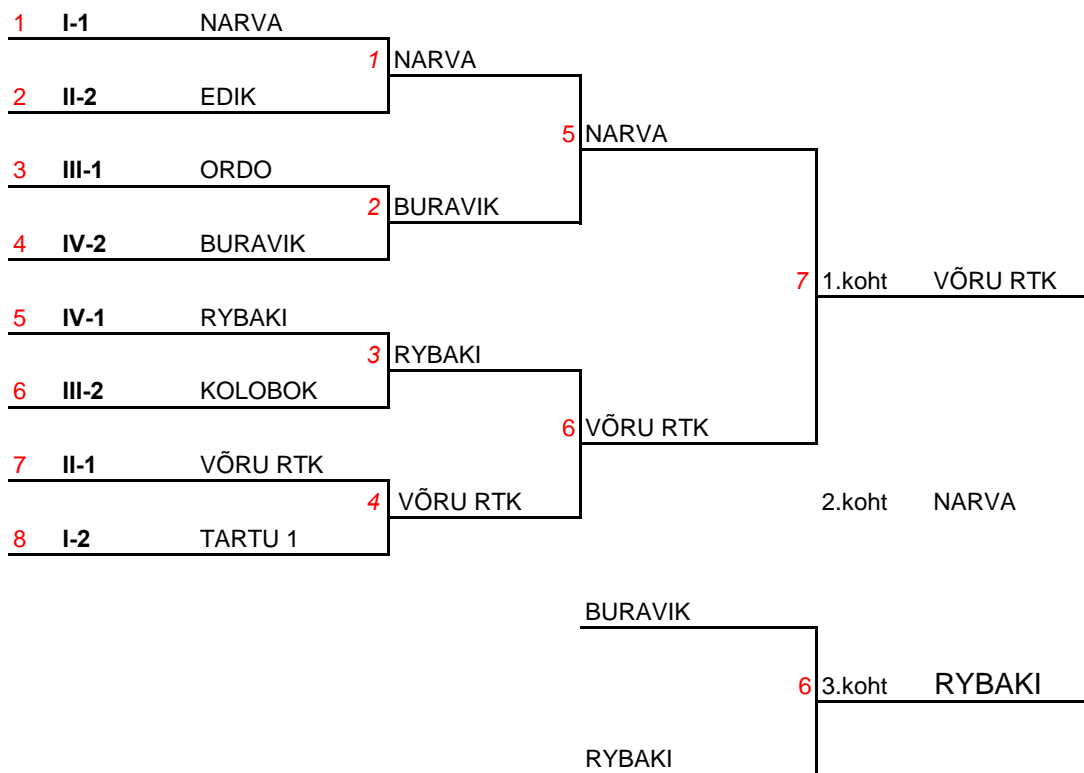 1 I-1 NARVA
1 NARVA
2 II-2 EDIK
5 NARVA
3 III-1 ORDO
2 BURAVIK
4 IV-2 BURAVIK
7 1.koht VÕRU RTK
5 IV-1 RYBAKI
3 RYBAKI
6 III-2 KOLOBOK
6 VÕRU RTK
7 II-1 VÕRU RTK
4 VÕRU RTK
2.koht NARVA
8 I-2 TARTU 1
BURAVIK
6 3.koht RYBAKI
RYBAKI